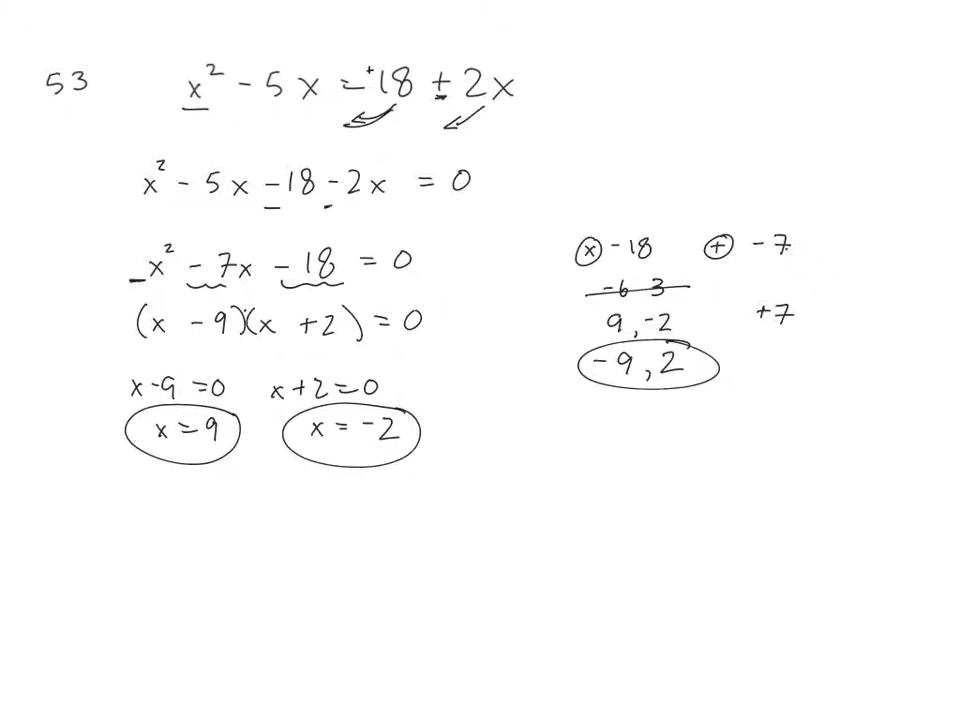 53 x² - 5x = +18 + 2x
x² - 5x - 18 - 2x = 0
x² - 7x - 18 = 0
(x - 9)(x + 2) = 0
x - 9 = 0 x + 2 = 0
x = 9 x = -2
ⓧ -18 ⊕ -7
-6 3
9, -2 +7
-9, 2